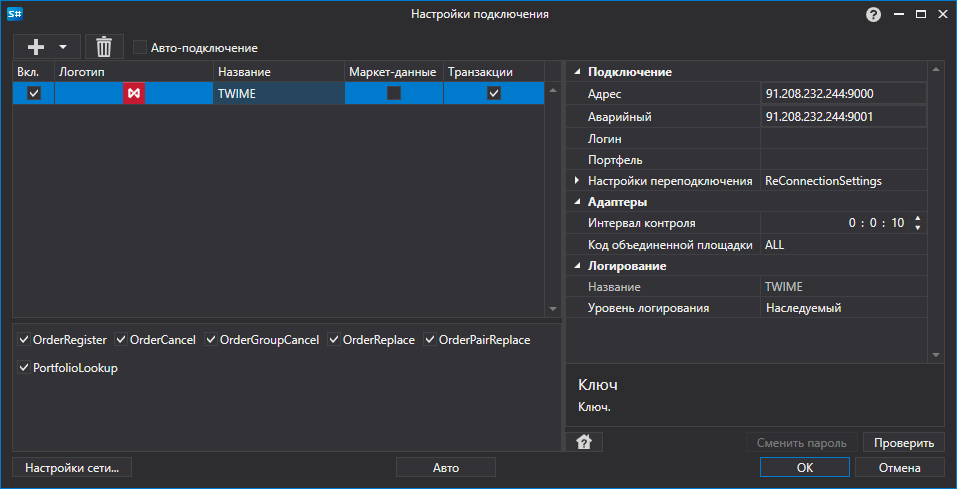 S# Настройки подключения ?
Авто-подключение
Вкл. Логотип Название Маркет-данные Транзакции
TWIME
OrderRegister OrderCancel OrderGroupCancel OrderReplace OrderPairReplace
PortfolioLookup
Подключение
Адрес 91.208.232.244:9000
Аварийный 91.208.232.244:9001
Логин
Портфель
Настройки переподключения ReConnectionSettings
Адаптеры
Интервал контроля 0 : 0 : 10
Код объединенной площадки ALL
Логирование
Название TWIME
Уровень логирования Наследуемый
Ключ
Ключ.
?
Сменить пароль Проверить
Настройки сети... Авто OK Отмена